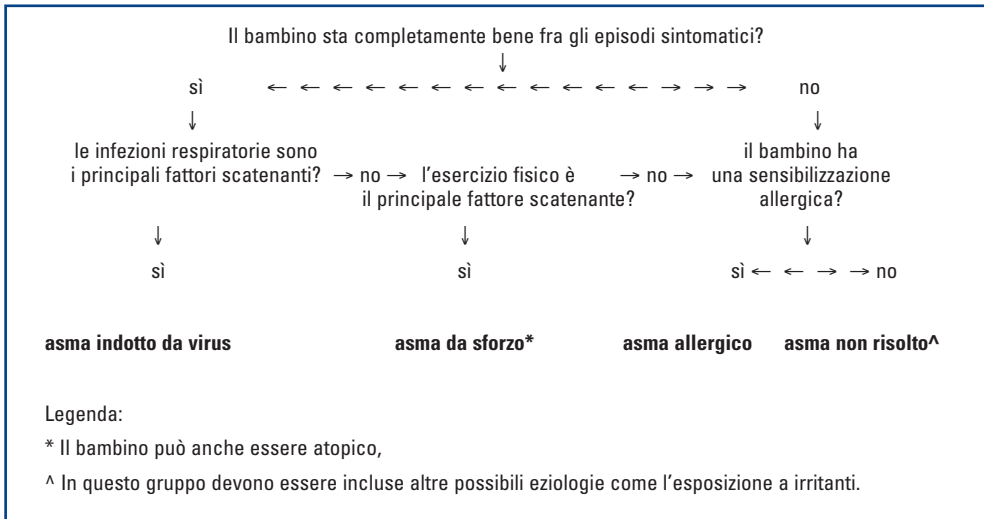 Il bambino sta completamente bene fra gli episodi sintomatici?
↓
sì ← ← ← ← ← ← ← ← ← ← ← ← → → → → no
↓ ↓
le infezioni respiratorie sono il bambino ha
i principali fattori scatenanti? → no → l'esercizio fisico è → no → una sensibilizzazione
il principale fattore scatenante? allergica?
↓ ↓ ↓
sì sì sì ← ← → → no
asma indotto da virus asma da sforzo* asma allergico asma non risolto^
Legenda:
* Il bambino può anche essere atopico,
^ In questo gruppo devono essere incluse altre possibili eziologie come l'esposizione a irritanti.